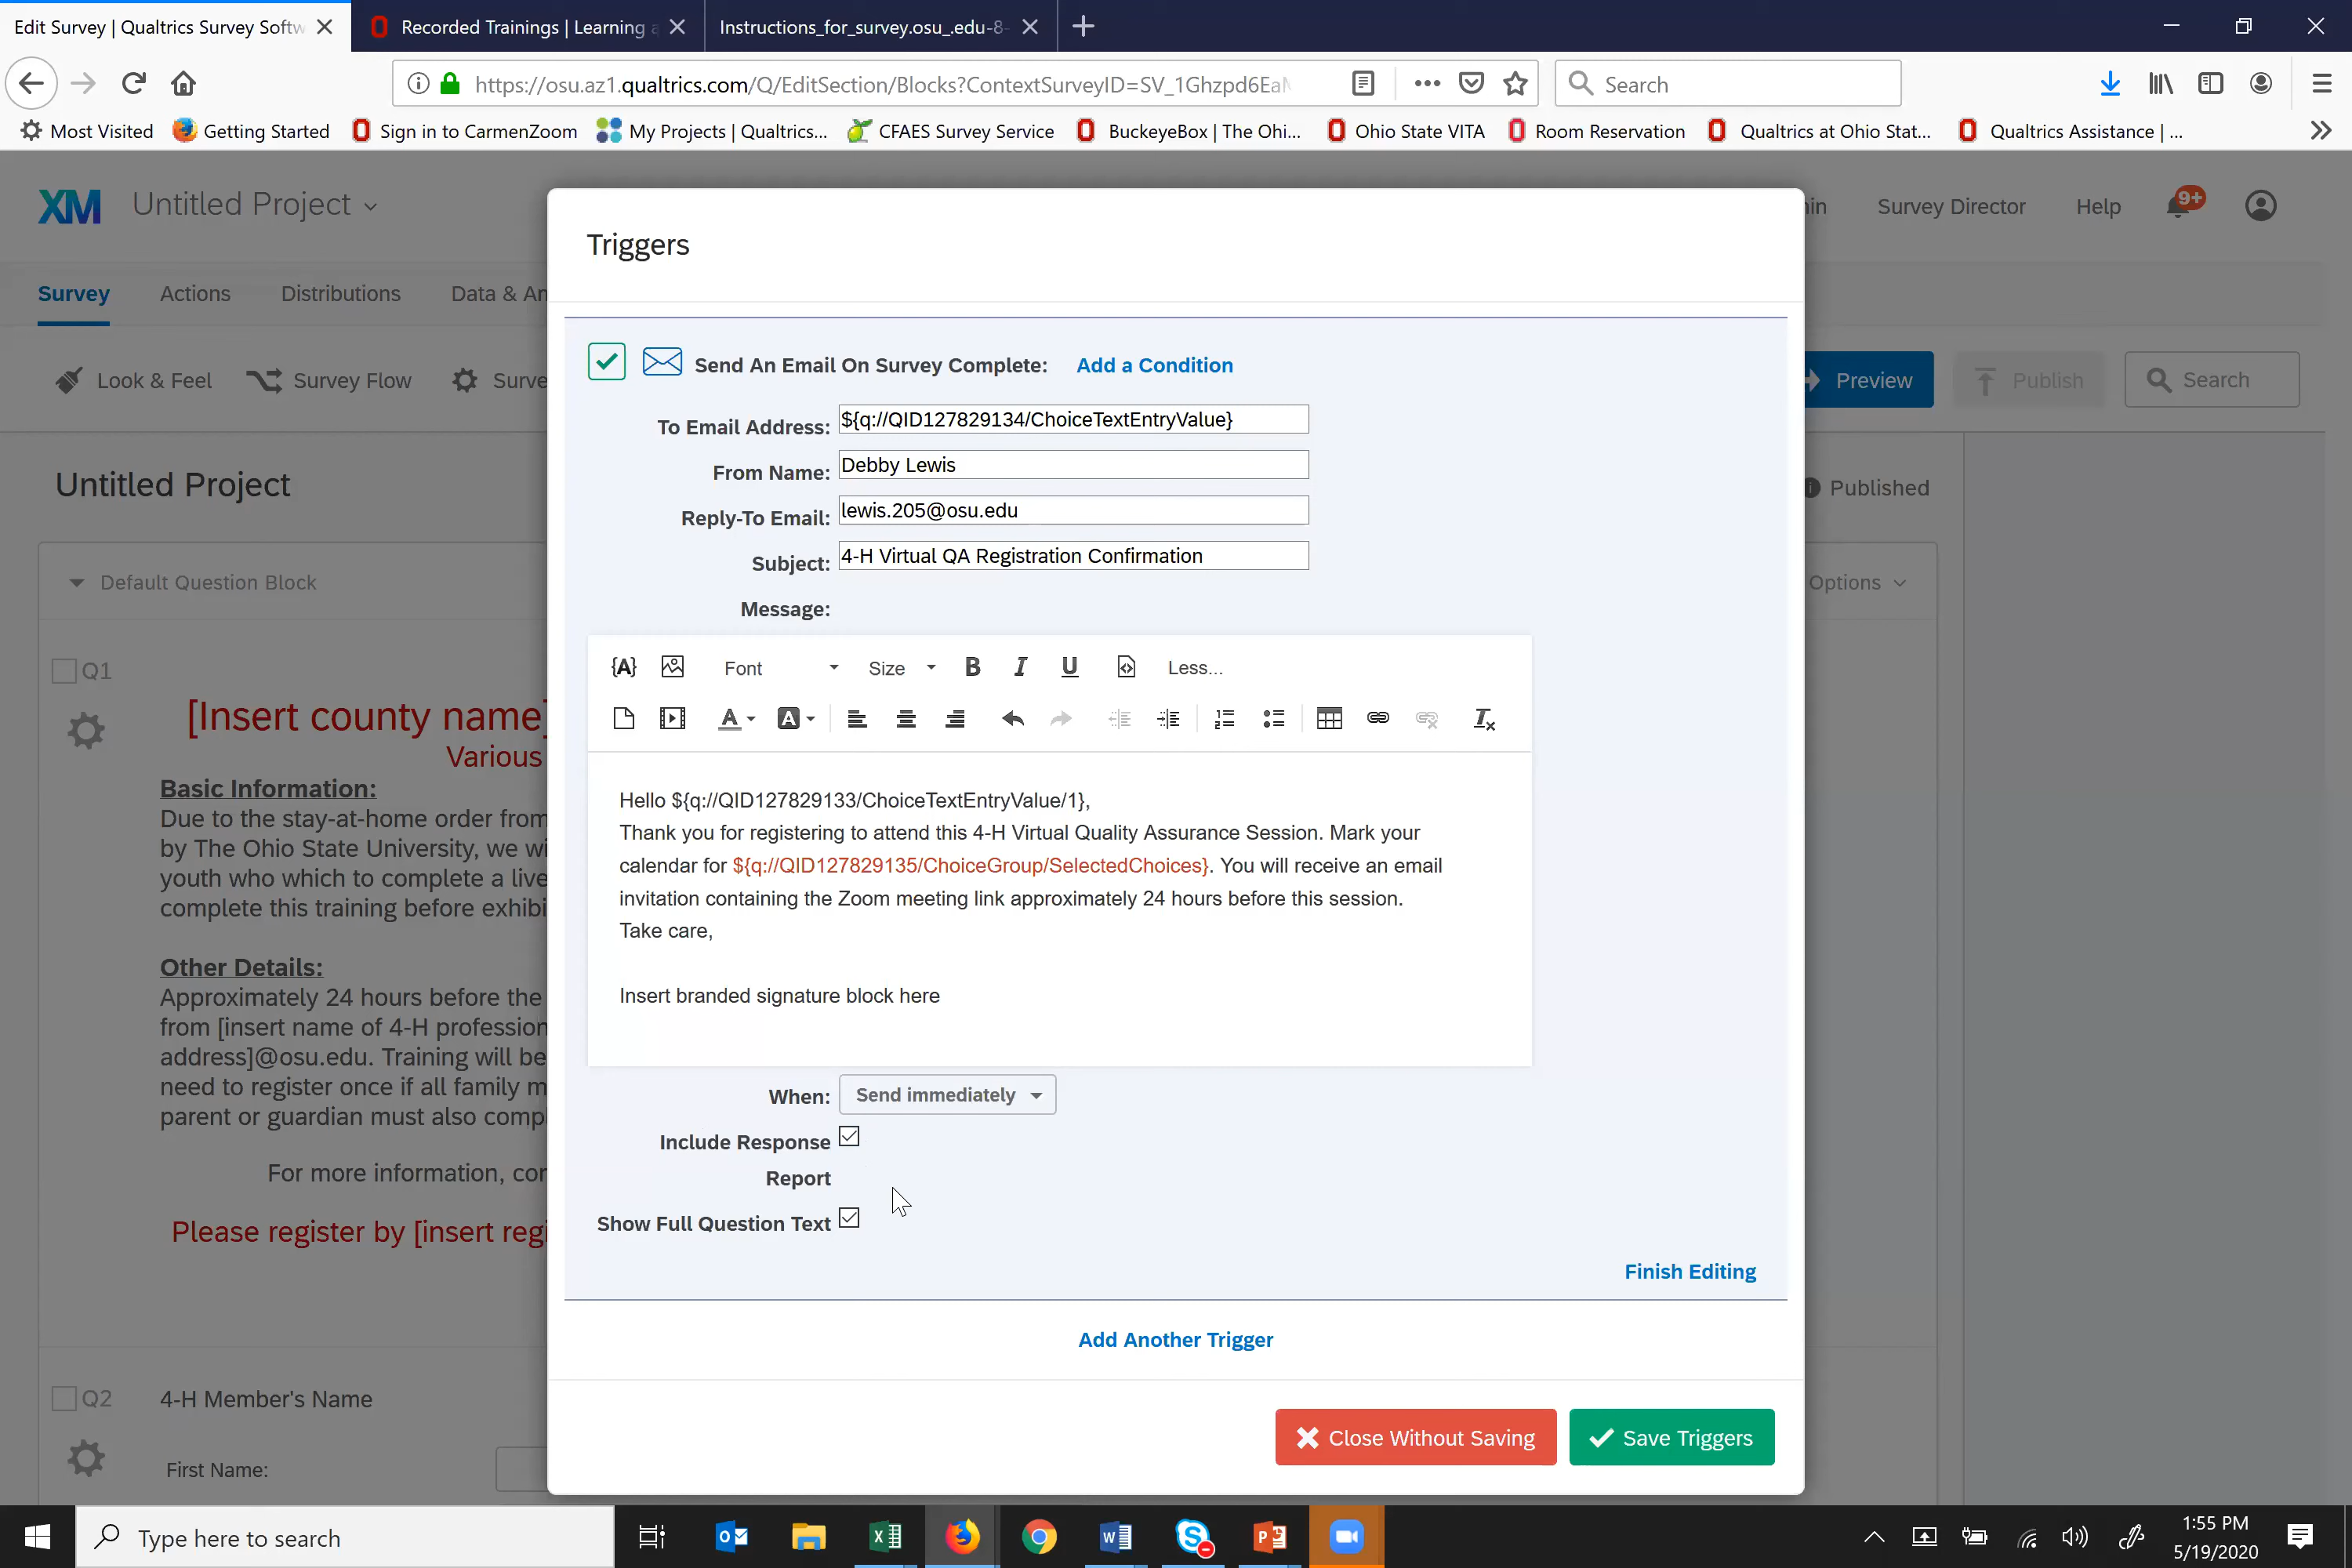 Edit Survey | Qualtrics Survey Softw
Recorded Trainings | Learning a
Instructions_for_survey.osu_.edu-8-
https://osu.az1.qualtrics.com/Q/EditSection/Blocks?ContextSurveyID=SV_1Ghzpd6EaM
Search
Most Visited
Getting Started
Sign in to CarmenZoom
My Projects | Qualtrics...
CFAES Survey Service
BuckeyeBox | The Ohi...
Ohio State VITA
Room Reservation
Qualtrics at Ohio Stat...
Qualtrics Assistance | ...
XM
Untitled Project
in
Survey Director
Help
9+
Triggers
Survey
Actions
Distributions
Data & An
Look & Feel
Survey Flow
Surve
Preview
Publish
Search
Send An Email On Survey Complete:
Add a Condition
To Email Address: ${q://QID127829134/ChoiceTextEntryValue}
From Name: Debby Lewis
Reply-To Email: lewis.205@osu.edu
Subject: 4-H Virtual QA Registration Confirmation
Message:
Untitled Project
Published
Default Question Block
Options
{A}
Font
Size
B
I
U
Less...
Hello ${q://QID127829133/ChoiceTextEntryValue/1},
Thank you for registering to attend this 4-H Virtual Quality Assurance Session. Mark your
calendar for ${q://QID127829135/ChoiceGroup/SelectedChoices}. You will receive an email
invitation containing the Zoom meeting link approximately 24 hours before this session.
Take care,
Insert branded signature block here
When: Send immediately
Include Response
Report
Show Full Question Text
Finish Editing
Add Another Trigger
Close Without Saving
Save Triggers
Q1
[Insert county name]
Various
Basic Information:
Due to the stay-at-home order from
by The Ohio State University, we wi
youth who which to complete a live
complete this training before exhibi
Other Details:
Approximately 24 hours before the
from [insert name of 4-H profession
address]@osu.edu. Training will be
need to register once if all family m
parent or guardian must also comp
For more information, con
Please register by [insert regi
Q2
4-H Member's Name
First Name:
Type here to search
1:55 PM
5/19/2020